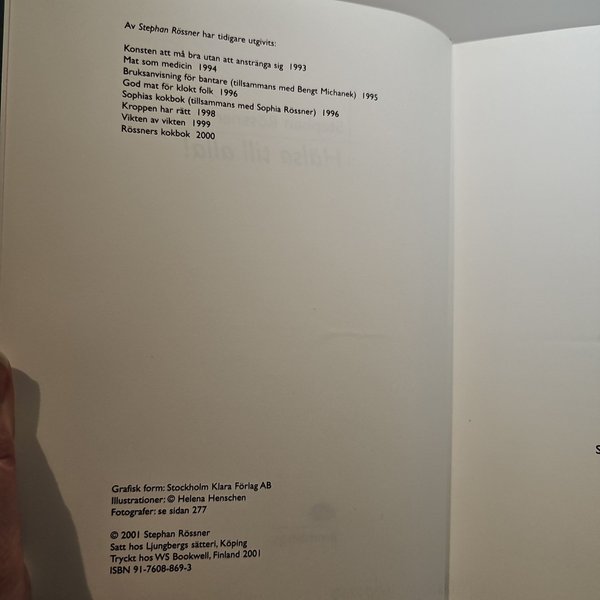 Av Stephan Rössner har tidigare utgivits:
Konsten att må bra utan att anstränga sig 1993
Mat som medicin 1994
Bruksanvisning för bantare (tillsammans med Bengt Michanek) 1995
God mat för klokt folk 1996
Sophias kokbok (tillsammans med Sophia Rössner) 1996
Kroppen har rätt 1998
Vikten av vikten 1999
Rössners kokbok 2000
Hälsa till alla!
Grafisk form: Stockholm Klara Förlag AB
Illustrationer: © Helena Henschen
Fotografer: se sidan 277
© 2001 Stephan Rössner
Satt hos Ljungbergs sätteri, Köping
Tryckt hos WS Bookwell, Finland 2001
ISBN 91-7608-869-3
S